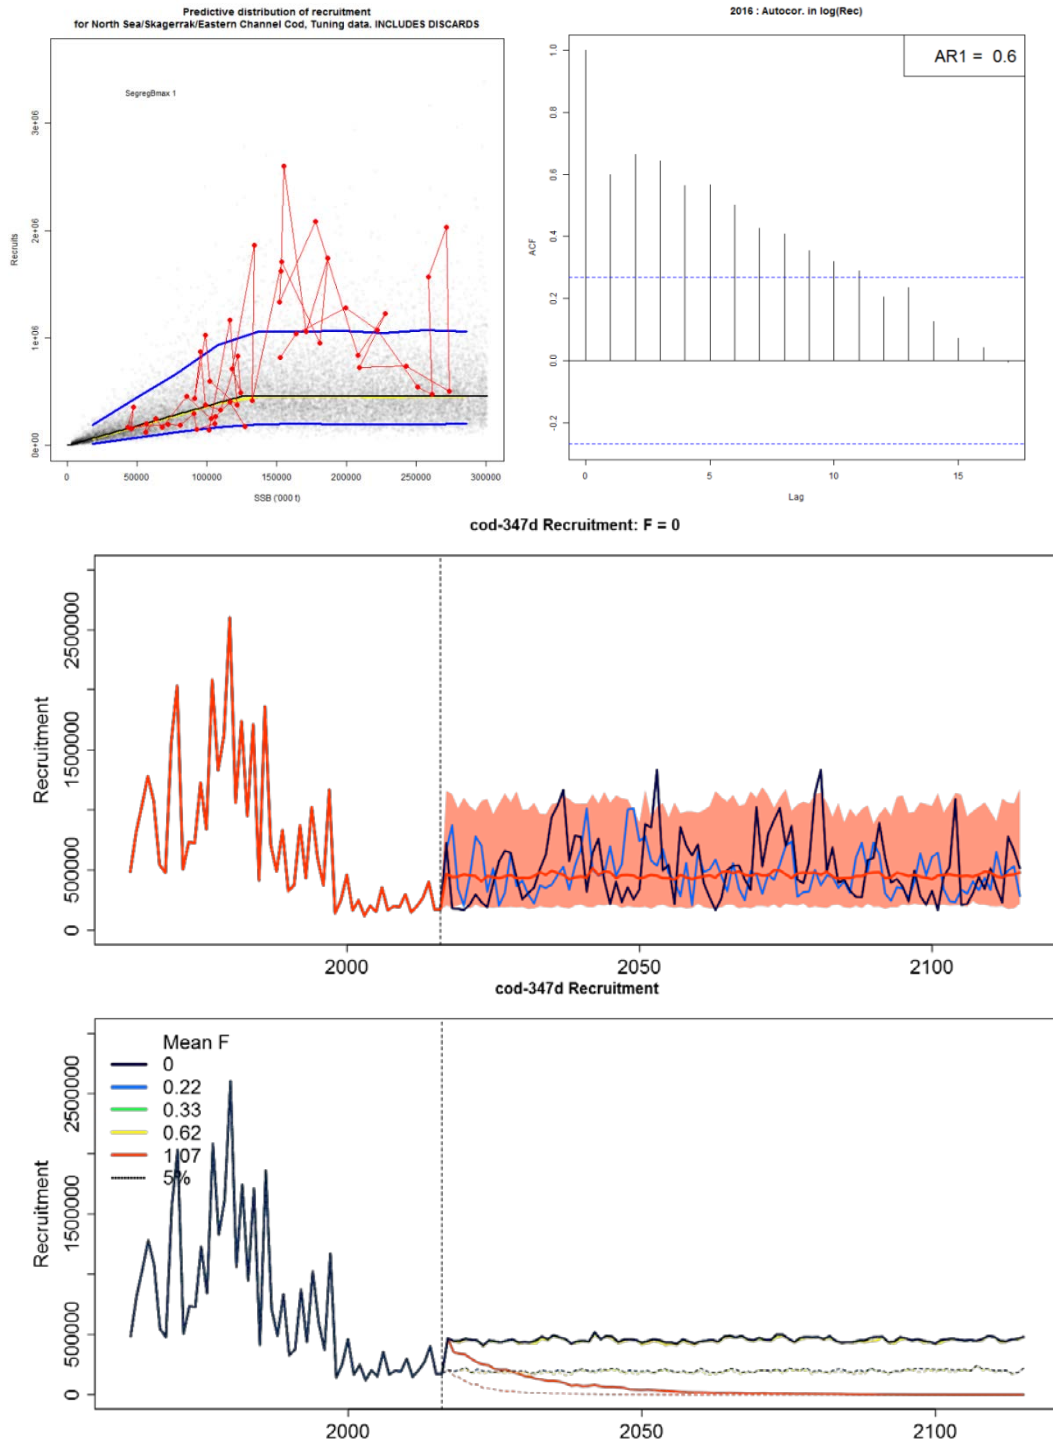 Predictive distribution of recruitment
for North Sea/Skagerrak/Eastern Channel Cod, Tuning data. INCLUDES DISCARDS
SegregBmax 1
Recruits
3e+06
2e+06
1e+06
0e+00
0 50000 100000 150000 200000 250000 300000
SSB ('000 t)
2016 : Autocor. in log(Rec)
AR1 = 0.6
ACF
1.0
0.8
0.6
0.4
0.2
0.0
-0.2
0 5 10 15
Lag
cod-347d Recruitment: F = 0
Recruitment
2500000
1500000
500000
0
2000 2050 2100
cod-347d Recruitment
Mean F
0
0.22
0.33
0.62
1.07
5%
Recruitment
2500000
1500000
500000
0
2000 2050 2100